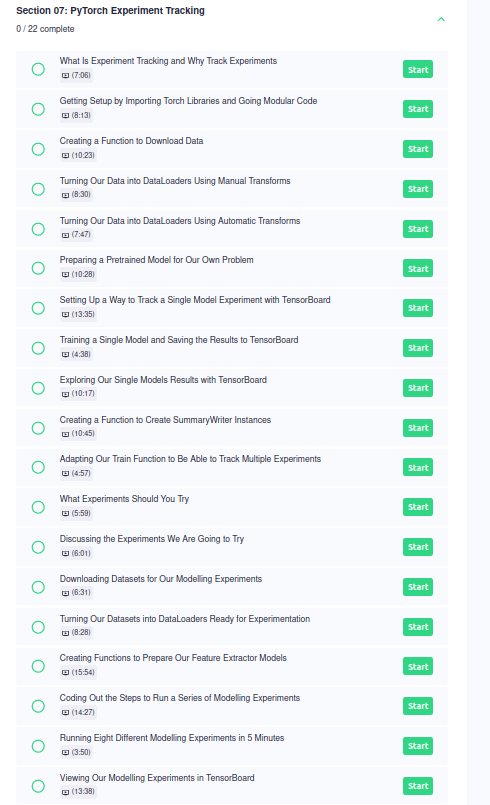 Section 07: PyTorch Experiment Tracking
0 / 22 complete
What Is Experiment Tracking and Why Track Experiments
(7:06)
Start
Getting Setup by Importing Torch Libraries and Going Modular Code
(8:13)
Start
Creating a Function to Download Data
(10:23)
Start
Turning Our Data into DataLoaders Using Manual Transforms
(8:30)
Start
Turning Our Data into DataLoaders Using Automatic Transforms
(7:47)
Start
Preparing a Pretrained Model for Our Own Problem
(10:28)
Start
Setting Up a Way to Track a Single Model Experiment with TensorBoard
(13:35)
Start
Training a Single Model and Saving the Results to TensorBoard
(4:38)
Start
Exploring Our Single Models Results with TensorBoard
(10:17)
Start
Creating a Function to Create SummaryWriter Instances
(10:45)
Start
Adapting Our Train Function to Be Able to Track Multiple Experiments
(4:57)
Start
What Experiments Should You Try
(5:59)
Start
Discussing the Experiments We Are Going to Try
(6:01)
Start
Downloading Datasets for Our Modelling Experiments
(6:31)
Start
Turning Our Datasets into DataLoaders Ready for Experimentation
(8:28)
Start
Creating Functions to Prepare Our Feature Extractor Models
(15:54)
Start
Coding Out the Steps to Run a Series of Modelling Experiments
(14:27)
Start
Running Eight Different Modelling Experiments in 5 Minutes
(3:50)
Start
Viewing Our Modelling Experiments in TensorBoard
(13:38)
Start